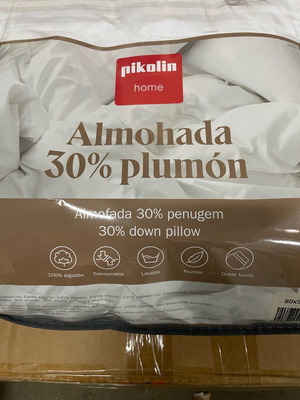 pikolin
home
Almohada
30% plumón
Almofada 30% penugem
30% down pillow
100% algodón
Transpirable
Lavable
Plumón
Doble funda